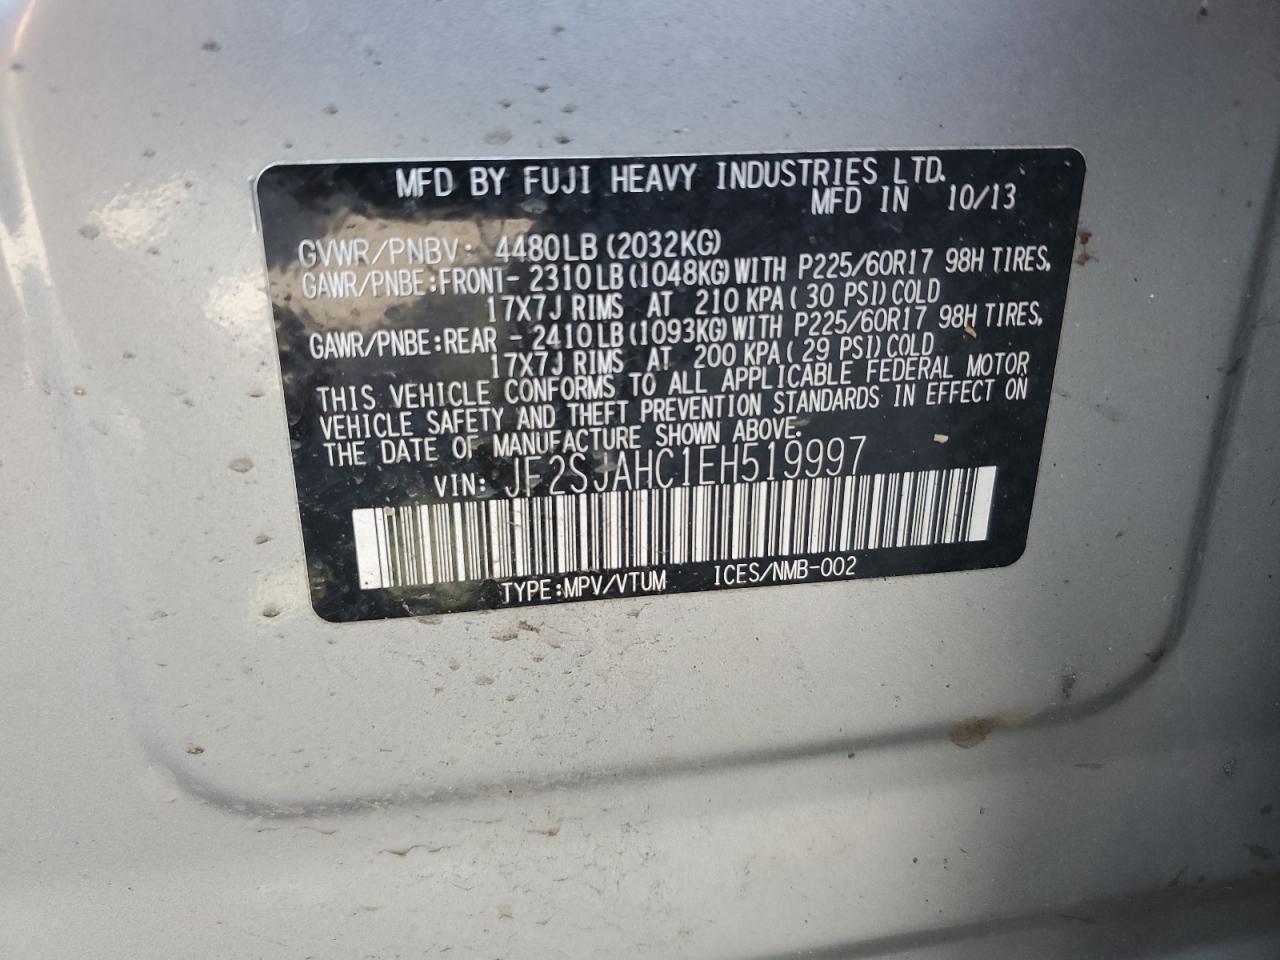 MFD BY FUJI HEAVY INDUSTRIES LTD.
MFD IN 10/13
GVWR/PNBV: 4480LB (2032KG)
GAWR/PNBE:FRONT- 2310 LB (1048KG) WITH P225/60R17 98H TIRES,
17X7J RIMS AT 210 KPA ( 30 PSI) COLD
GAWR/PNBE:REAR - 2410 LB (1093KG) WITH P225/60R17 98H TIRES,
17X7J RIMS AT 200 KPA ( 29 PSI) COLD
THIS VEHICLE CONFORMS TO ALL APPLICABLE FEDERAL MOTOR
VEHICLE SAFETY AND THEFT PREVENTION STANDARDS IN EFFECT ON
THE DATE OF MANUFACTURE SHOWN ABOVE.
VIN: JF2SJAHC1EH519997
TYPE:MPV/VTUM ICES/NMB-002